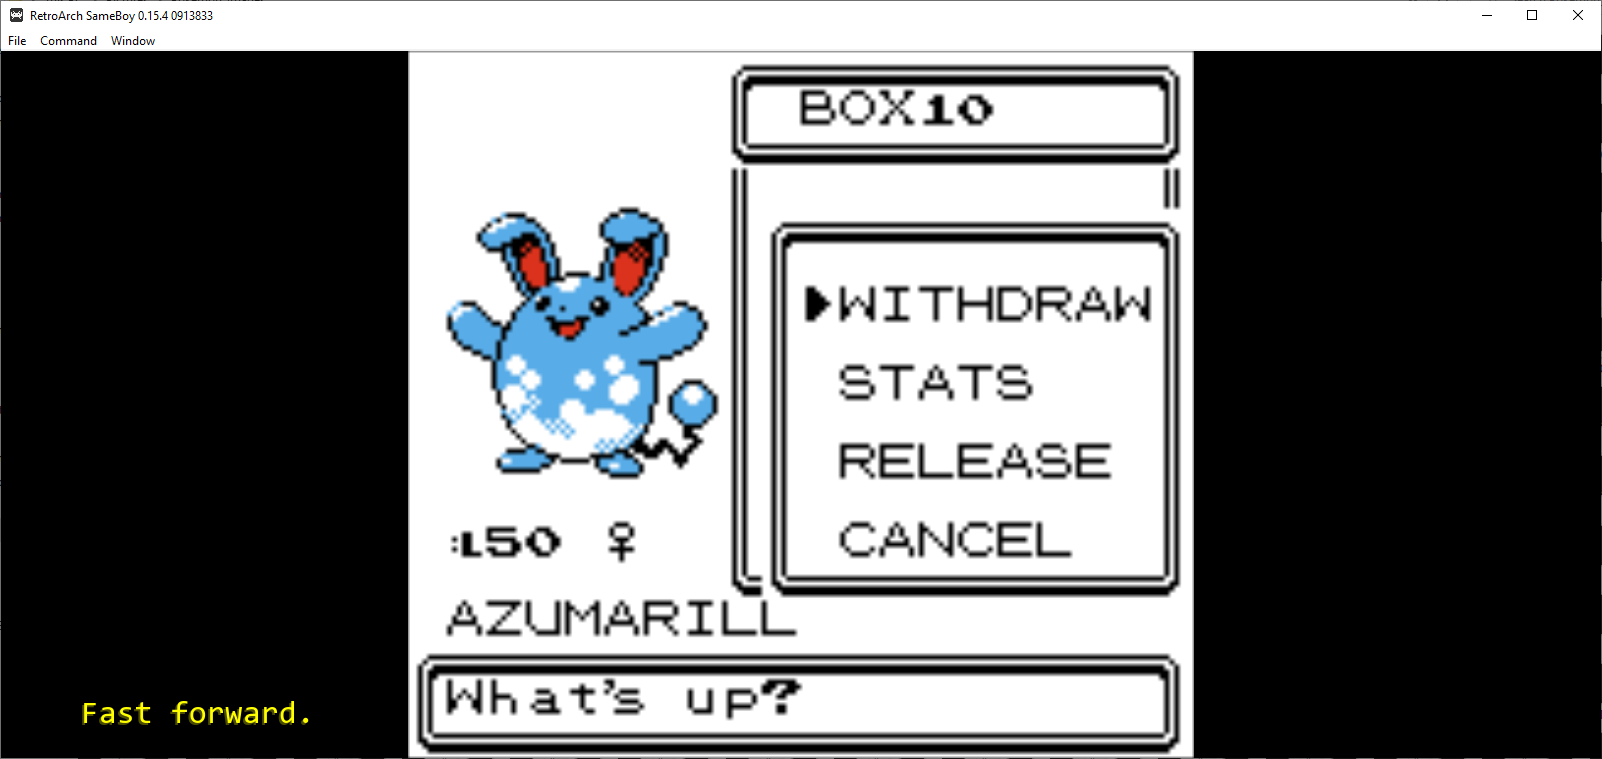 RetroArch SameBoy 0.15.4 0913833
File Command Window
BOX10
▶WITHDRAW
STATS
RELEASE
CANCEL
:L50 ♀
AZUMARILL
What's up?
Fast forward.